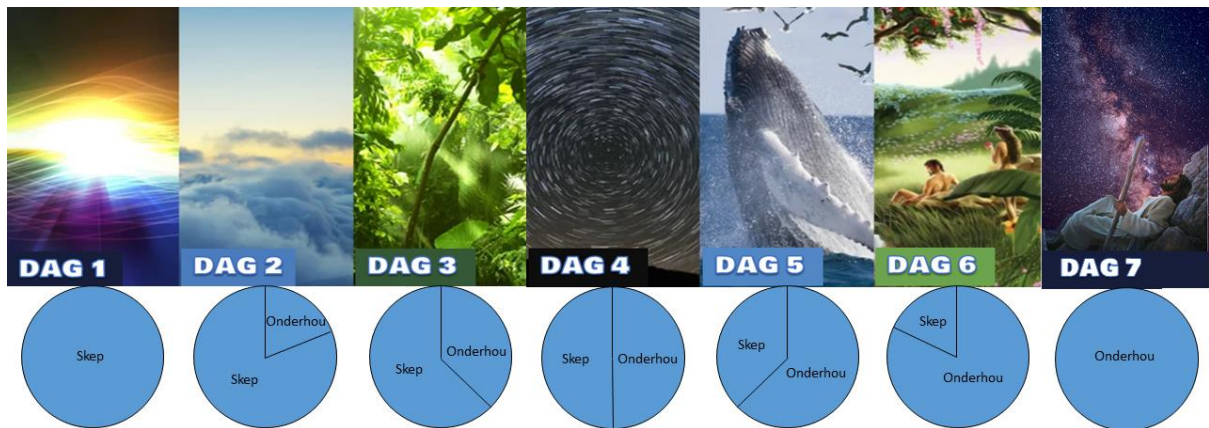 DAG 1
DAG 2
DAG 3
DAG 4
DAG 5
DAG 6
DAG 7
Skep
Onderhou
Skep
Onderhou
Skep
Skep
Onderhou
Skep
Onderhou
Skep
Onderhou
Onderhou